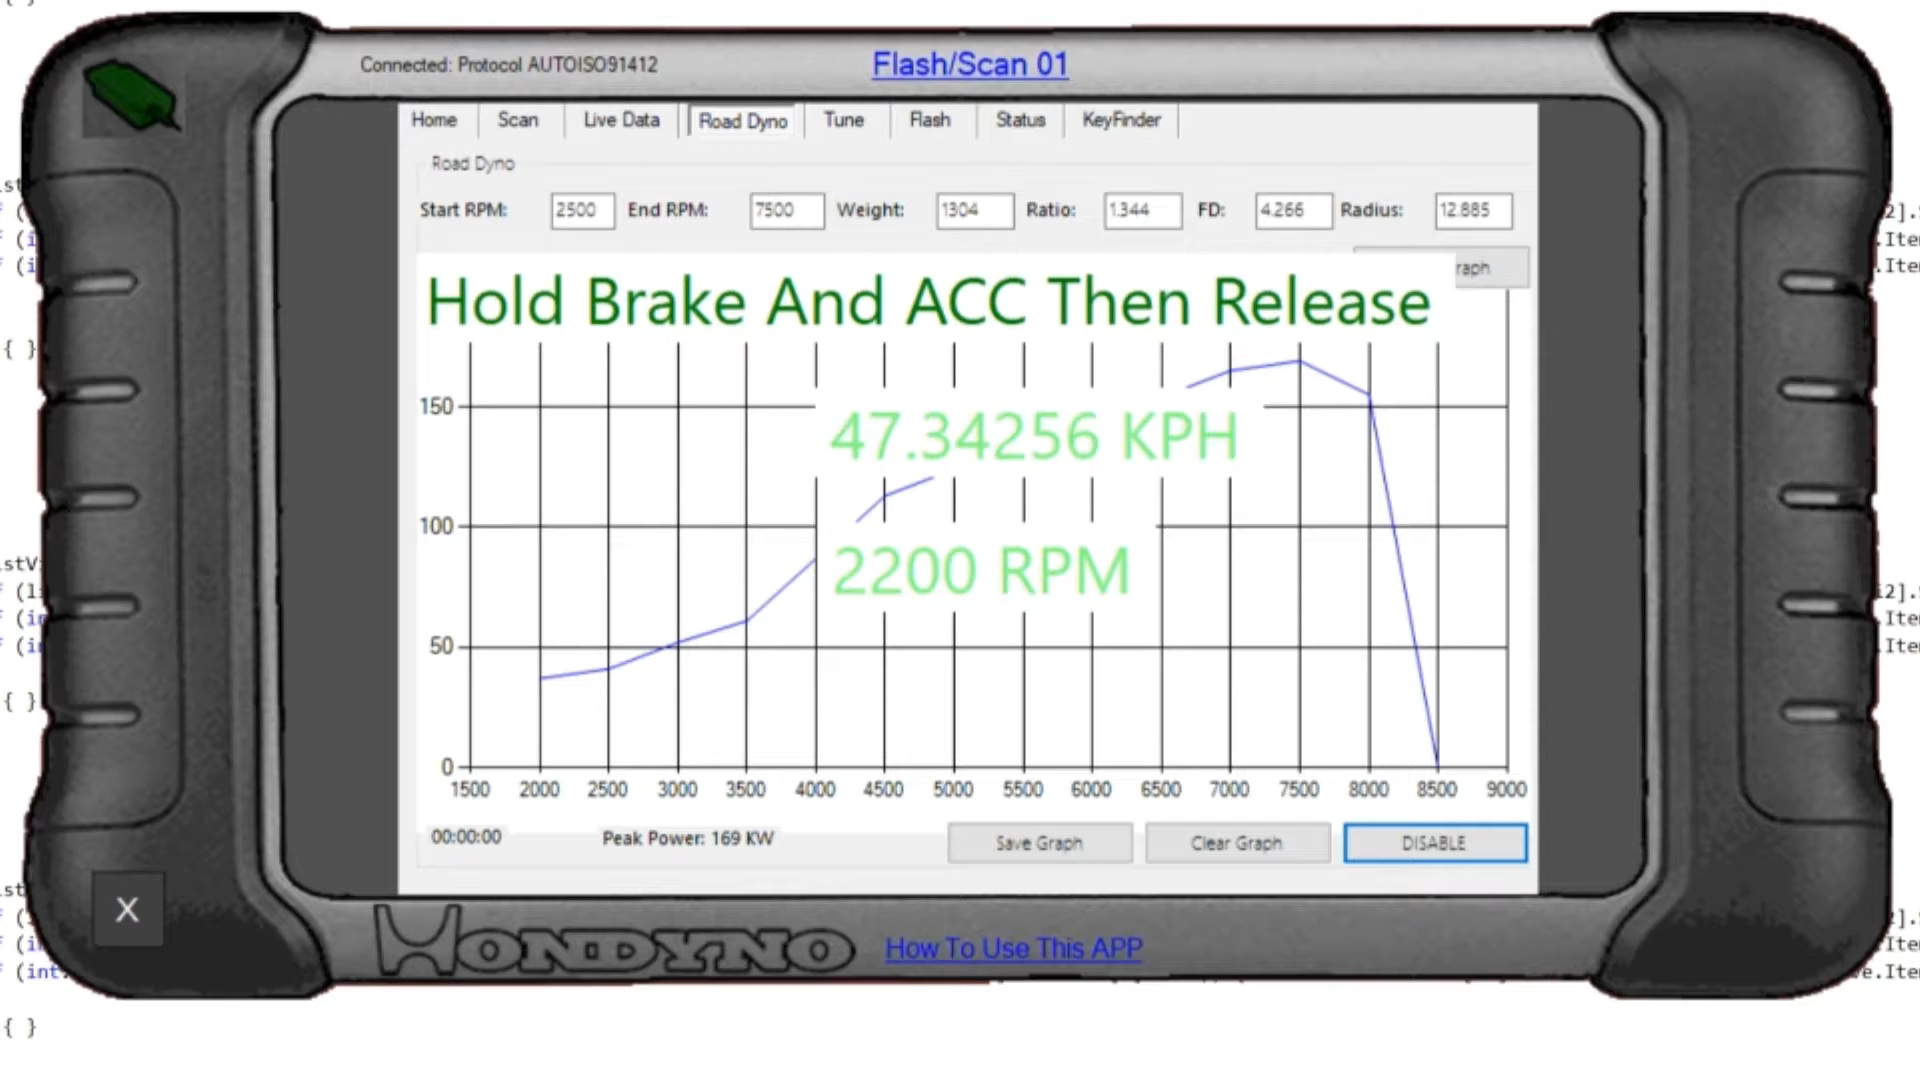 Connected: Protocol AUTOISO91412
Flash/Scan 01
Home Scan Live Data Road Dyno Tune Flash Status KeyFinder
Road Dyno
Start RPM: 2500 End RPM: 7500 Weight: 1304 Ratio: 1.344 FD: 4.266 Radius: 12.885
raph
Hold Brake And ACC Then Release
150
47.34256 KPH
100
2200 RPM
50
0
1500 2000 2500 3000 3500 4000 4500 5000 5500 6000 6500 7000 7500 8000 8500 9000
00:00:00 Peak Power: 169 KW Save Graph Clear Graph DISABLE
X
HONDYNO
How To Use This APP
{ }
{ }
{ }
{ }